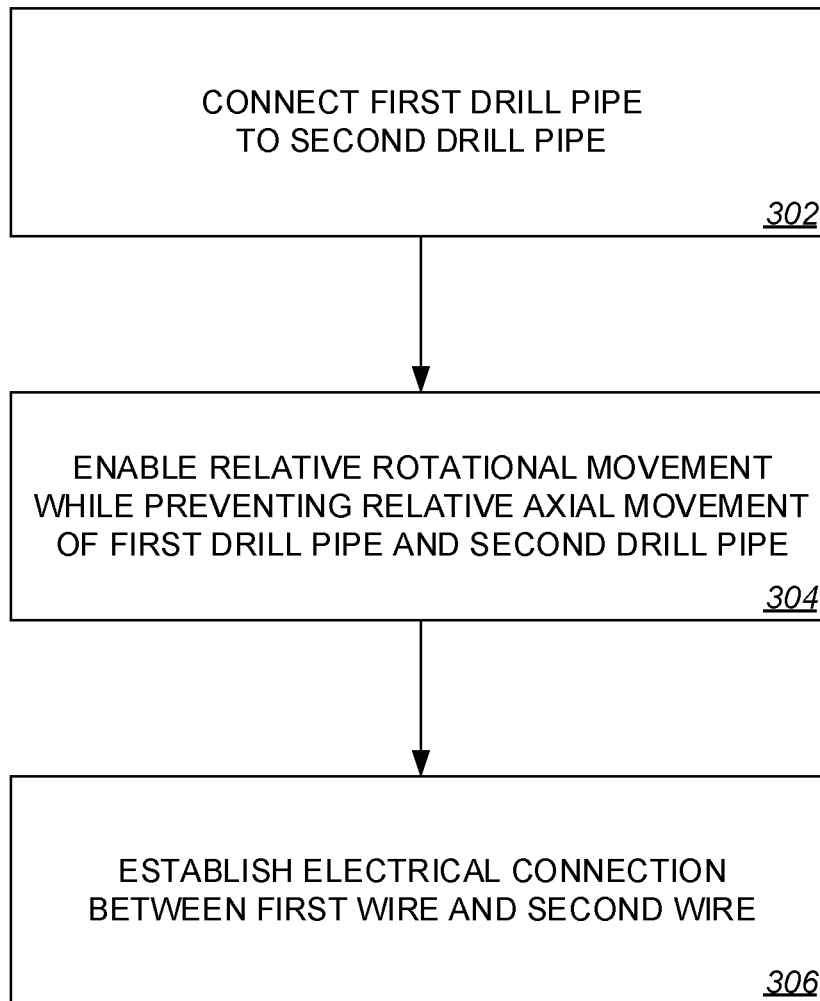 CONNECT FIRST DRILL PIPE
TO SECOND DRILL PIPE
302
ENABLE RELATIVE ROTATIONAL MOVEMENT
WHILE PREVENTING RELATIVE AXIAL MOVEMENT
OF FIRST DRILL PIPE AND SECOND DRILL PIPE
304
ESTABLISH ELECTRICAL CONNECTION
BETWEEN FIRST WIRE AND SECOND WIRE
306